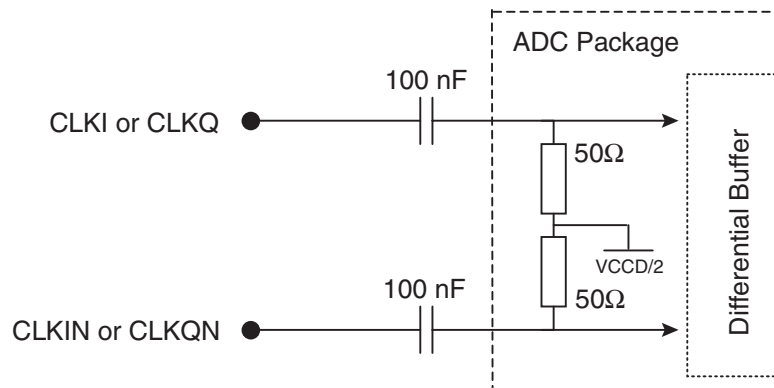 ADC Package
100 nF
CLKI or CLKQ
50Ω
Differential Buffer
VCCD/2
100 nF
50Ω
CLKIN or CLKQN